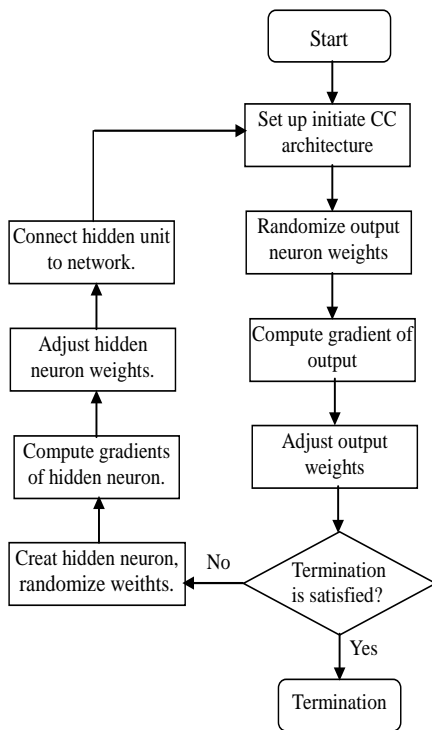 Start
Set up initiate CC
architecture
Randomize output
neuron weights
Compute gradient of
output
Adjust output
weights
Termination
is satisfied?
Yes
Termination
No
Creat hidden neuron,
randomize weithts.
Compute gradients
of hidden neuron.
Adjust hidden
neuron weights.
Connect hidden unit
to network.